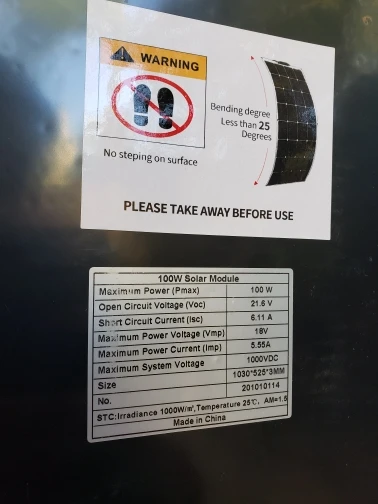 WARNING
No steping on surface
Bending degree
Less than 25
Degrees
PLEASE TAKE AWAY BEFORE USE
100W Solar Module
Maximum Power (Pmax) 100 W
Open Circuit Voltage (Voc) 21.6 V
Short Circuit Current (Isc) 6.11 A
Maximum Power Voltage (Vmp) 18V
Maximum Power Current (Imp) 5.55A
Maximum System Voltage 1000VDC
Size 1030*525*3MM
No. 201010114
STC:Irradiance 1000W/m²,Temperature 25℃, AM=1.5
Made in China